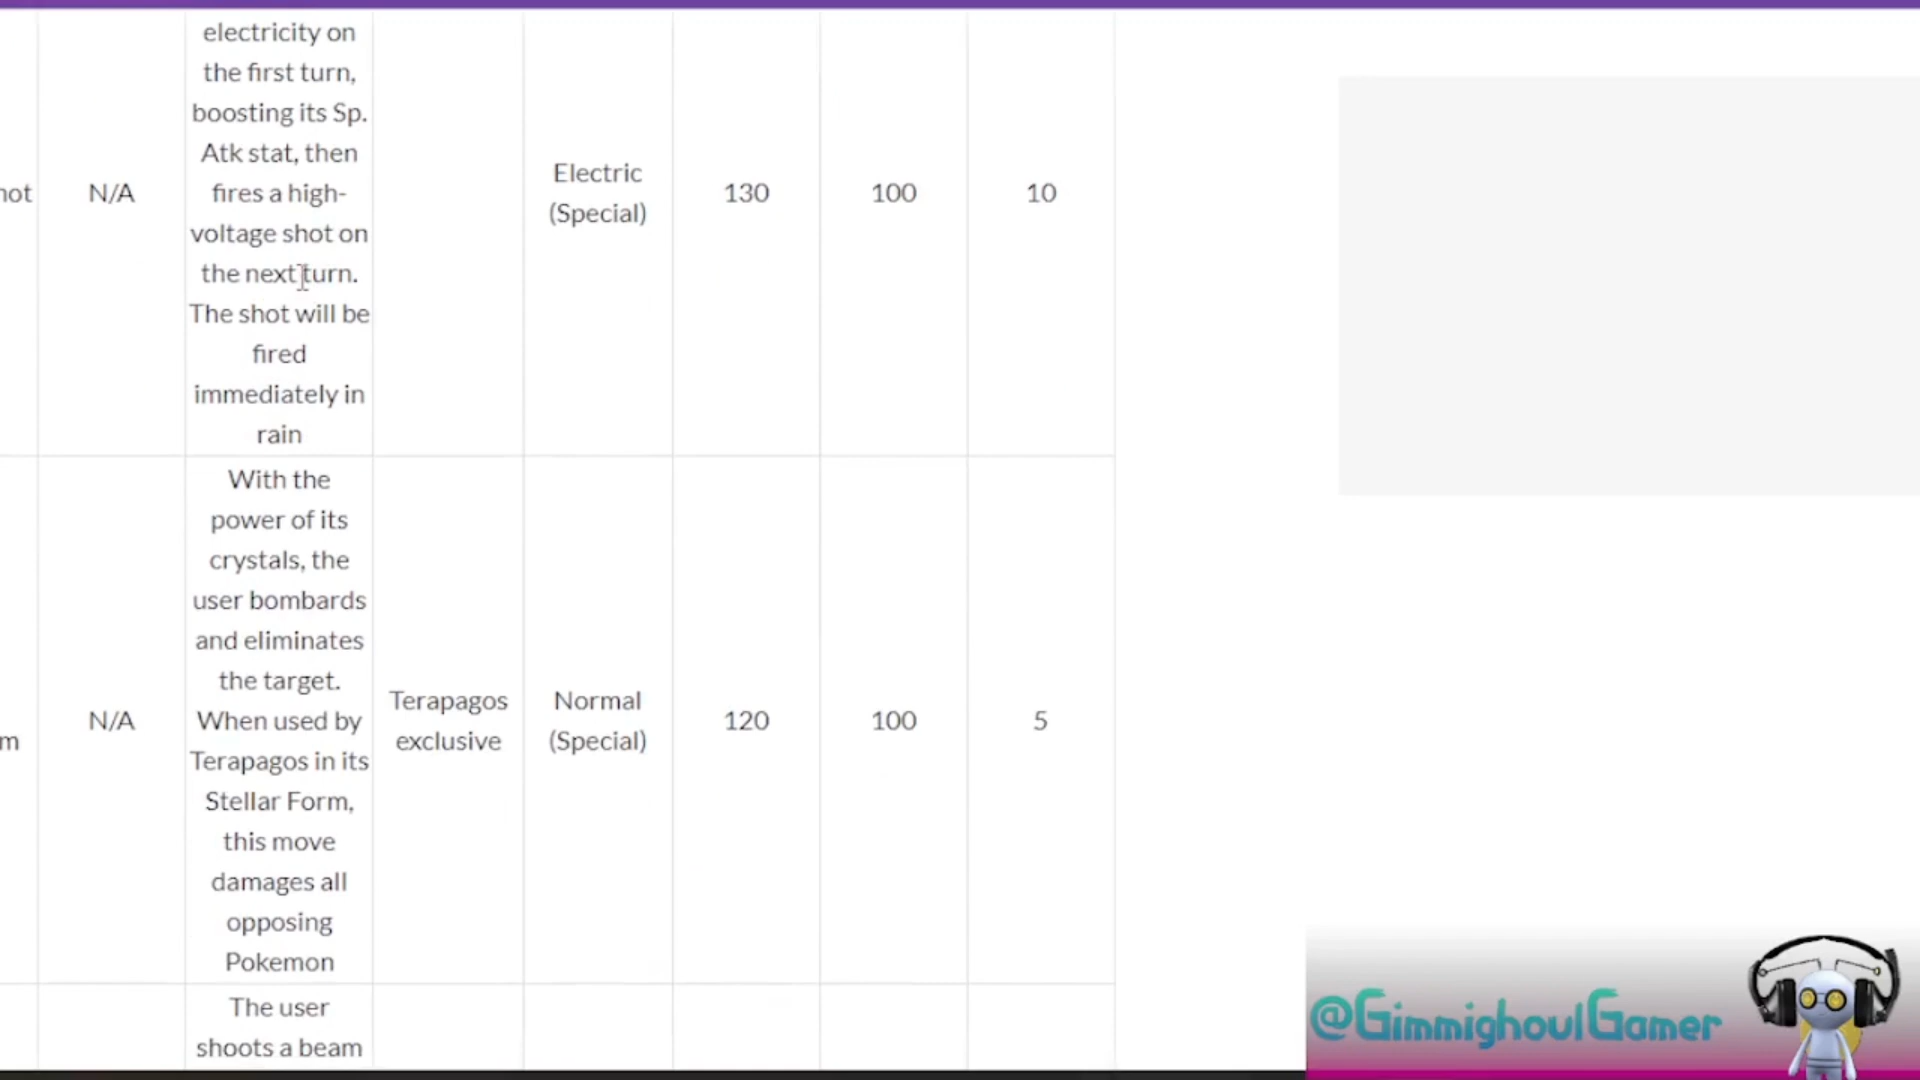 electricity on
the first turn,
boosting its Sp.
Atk stat, then
fires a high-
voltage shot on
the next turn.
The shot will be
fired
immediately in
rain
hot
N/A
Electric
(Special)
130
100
10
With the
power of its
crystals, the
user bombards
and eliminates
the target.
When used by
Terapagos in its
Stellar Form,
this move
damages all
opposing
Pokemon
m
N/A
Terapagos
exclusive
Normal
(Special)
120
100
5
The user
shoots a beam
@GimmighoulGamer